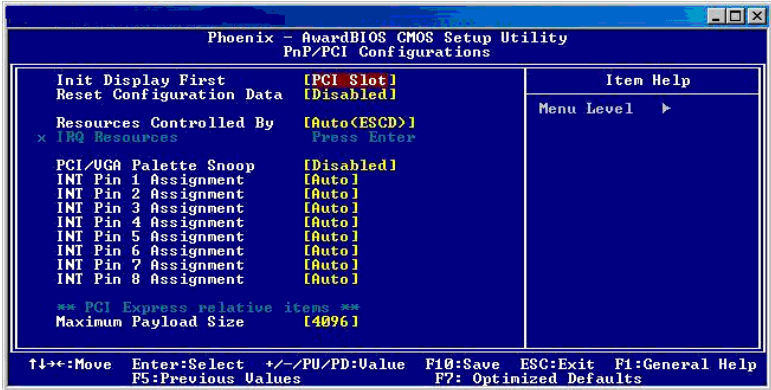 Phoenix - AwardBIOS CMOS Setup Utility
PnP/PCI Configurations
Init Display First [PCI Slot]
Reset Configuration Data [Disabled]
Resources Controlled By [Auto(ESCD)]
x IRQ Resources Press Enter
PCI/VGA Palette Snoop [Disabled]
INT Pin 1 Assignment [Auto]
INT Pin 2 Assignment [Auto]
INT Pin 3 Assignment [Auto]
INT Pin 4 Assignment [Auto]
INT Pin 5 Assignment [Auto]
INT Pin 6 Assignment [Auto]
INT Pin 7 Assignment [Auto]
INT Pin 8 Assignment [Auto]
** PCI Express relative items **
Maximum Payload Size [4096]
Item Help
Menu Level ▶
↑↓→←:Move Enter:Select +/-/PU/PD:Value F10:Save ESC:Exit F1:General Help
F5:Previous Values F7: Optimized Defaults